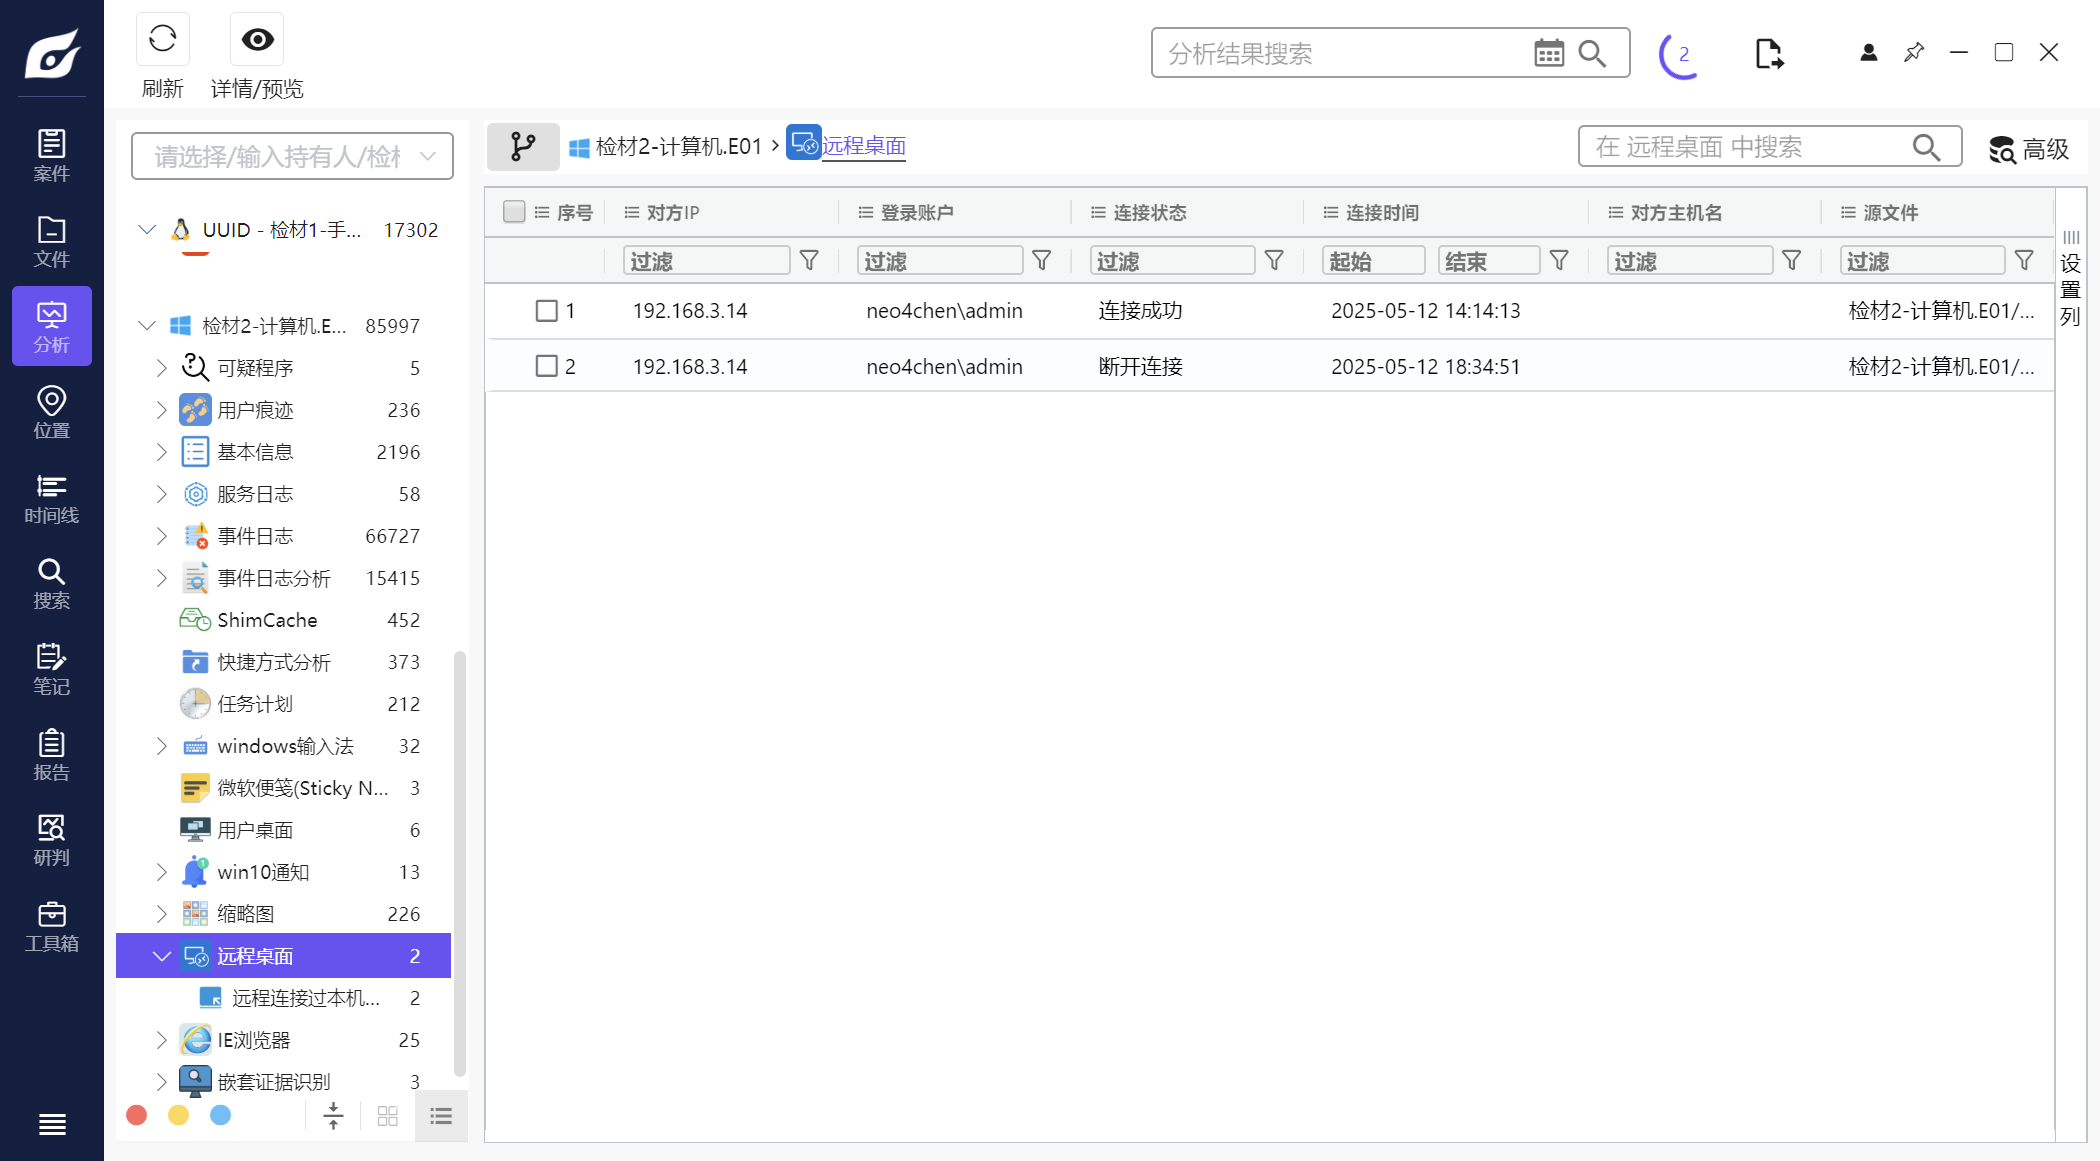 刷新
详情/预览
分析结果搜索
2
案件
文件
分析
位置
时间线
搜索
笔记
报告
研判
工具箱
请选择/输入持有人/检材
UUID - 检材1-手... 17302
检材2-计算机.E... 85997
可疑程序 5
用户痕迹 236
基本信息 2196
服务日志 58
事件日志 66727
事件日志分析 15415
ShimCache 452
快捷方式分析 373
任务计划 212
windows输入法 32
微软便笺(Sticky N... 3
用户桌面 6
win10通知 13
缩略图 226
远程桌面 2
远程连接过本机... 2
IE浏览器 25
嵌套证据识别 3
检材2-计算机.E01 › 远程桌面
在 远程桌面 中搜索
高级
序号 对方IP 登录账户 连接状态 连接时间 对方主机名 源文件
过滤 过滤 过滤 起始 结束 过滤 过滤
1 192.168.3.14 neo4chen\admin 连接成功 2025-05-12 14:14:13 检材2-计算机.E01/...
2 192.168.3.14 neo4chen\admin 断开连接 2025-05-12 18:34:51 检材2-计算机.E01/...
设置列